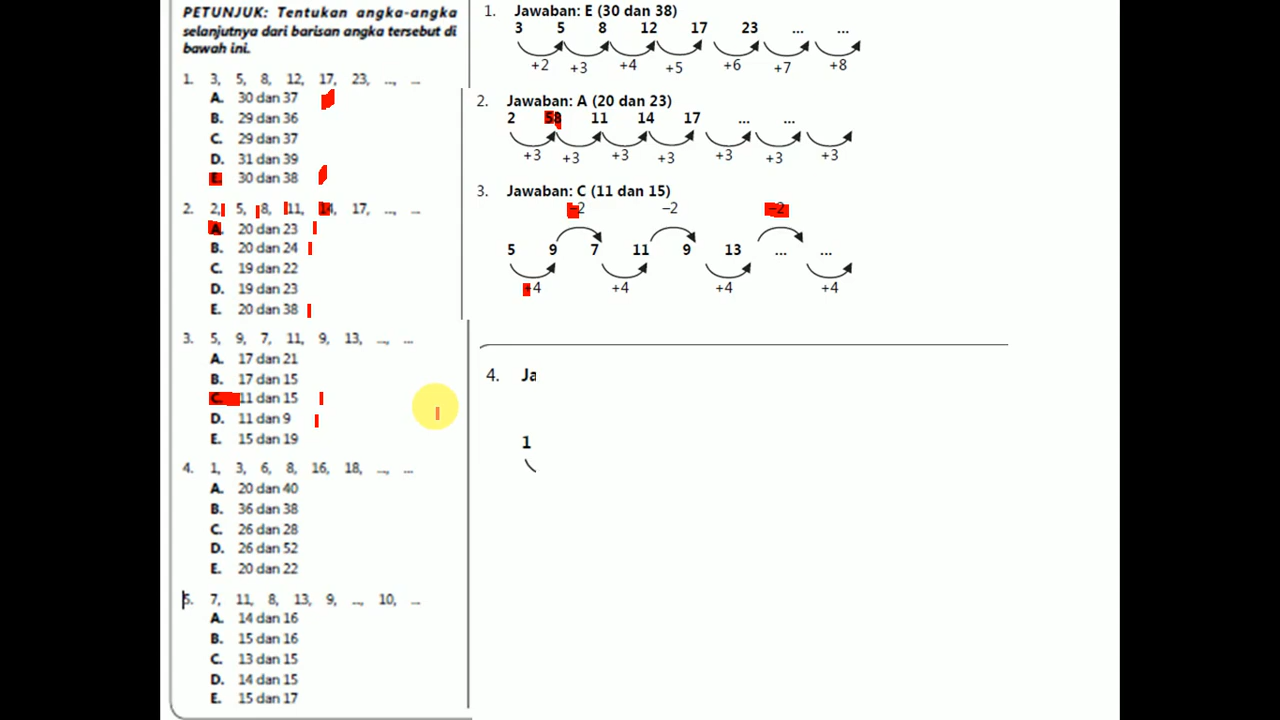 PETUNJUK: Tentukan angka-angka
selanjutnya dari barisan angka tersebut di
bawah ini.
1. 3, 5, 8, 12, 17, 23, ..., ...
A. 30 dan 37
B. 29 dan 36
C. 29 dan 37
D. 31 dan 39
E. 30 dan 38
2. 2, 5, 8, 11, 14, 17, ..., ...
A. 20 dan 23
B. 20 dan 24
C. 19 dan 22
D. 19 dan 23
E. 20 dan 38
3. 5, 9, 7, 11, 9, 13, ..., ...
A. 17 dan 21
B. 17 dan 15
C. 11 dan 15
D. 11 dan 9
E. 15 dan 19
4. 1, 3, 6, 8, 16, 18, ..., ...
A. 20 dan 40
B. 36 dan 38
C. 26 dan 28
D. 26 dan 52
E. 20 dan 22
5. 7, 11, 8, 13, 9, ..., 10, ...
A. 14 dan 16
B. 15 dan 16
C. 13 dan 15
D. 14 dan 15
E. 15 dan 17
1. Jawaban: E (30 dan 38)
3 5 8 12 17 23 ... ...
+2 +3 +4 +5 +6 +7 +8
2. Jawaban: A (20 dan 23)
2 58 11 14 17 ... ...
+3 +3 +3 +3 +3 +3 +3
3. Jawaban: C (11 dan 15)
−2 −2 −2
5 9 7 11 9 13 ... ...
+4 +4 +4 +4
4. Ja
1